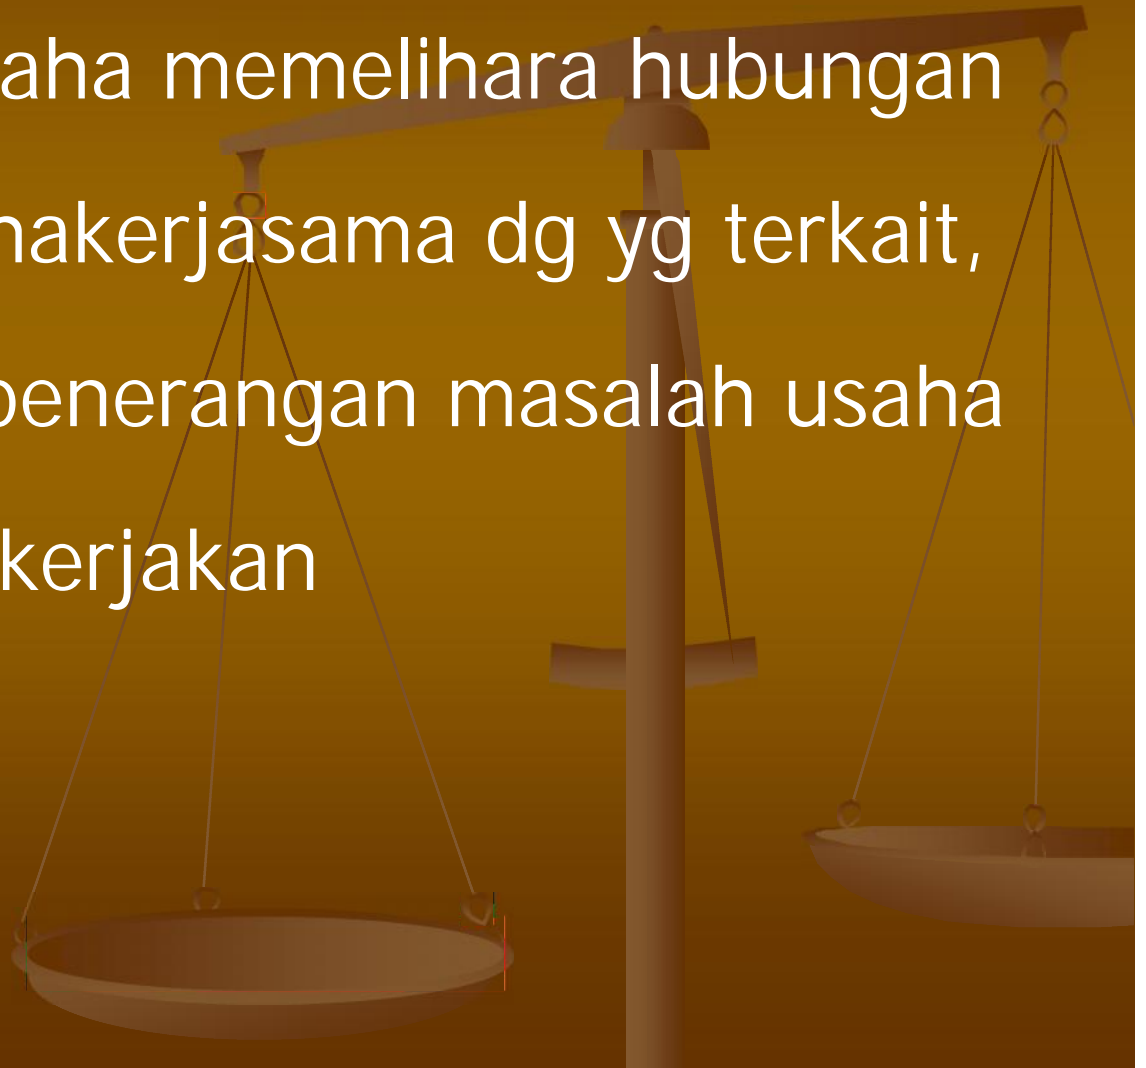 aha memelihara hubungan
nakerjasama dg yg terkait,
penerangan masalah usaha
kerjakan